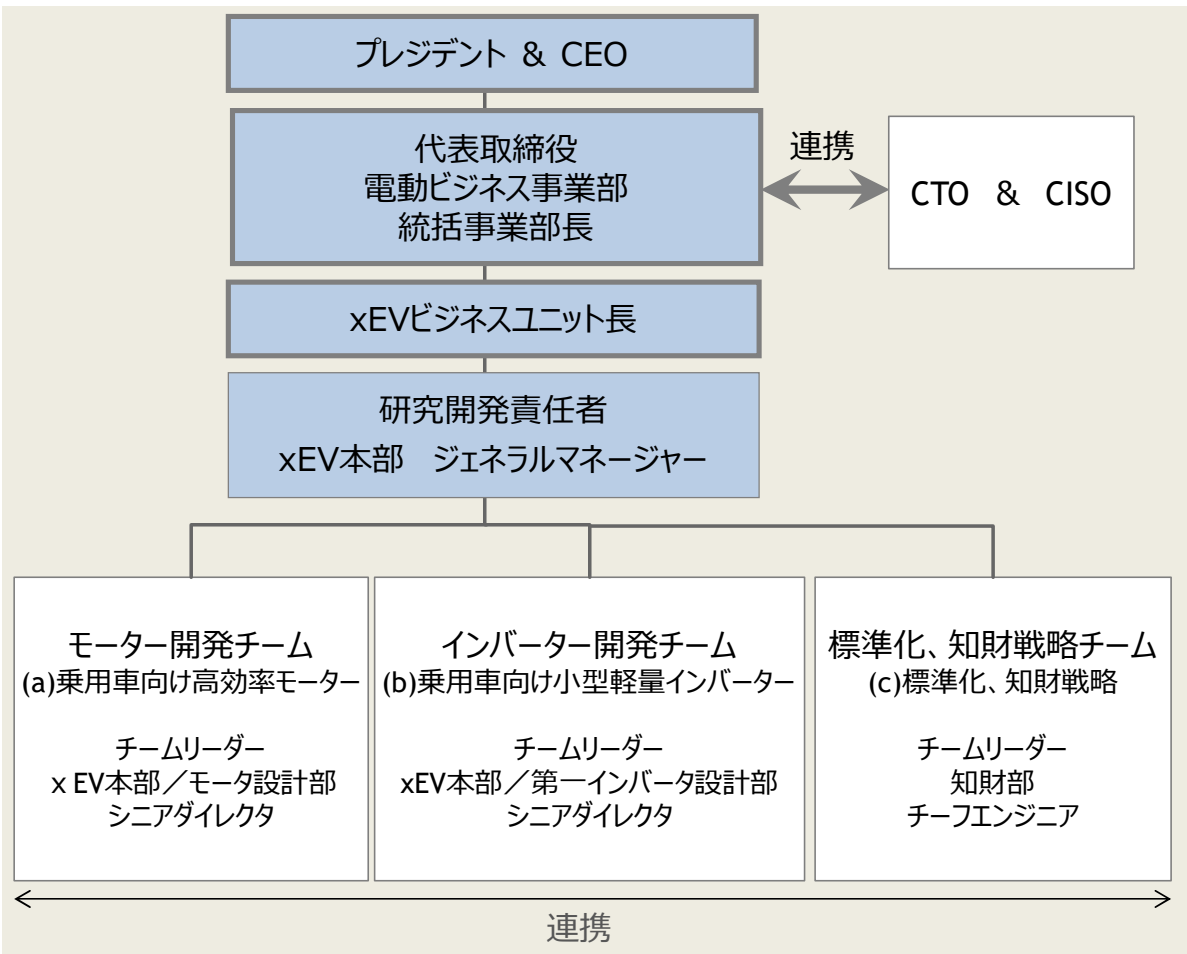 プレジデント & CEO
代表取締役
電動ビジネス事業部
統括事業部長
連携
CTO & CISO
xEVビジネスユニット長
研究開発責任者
xEV本部 ジェネラルマネージャー
モーター開発チーム
(a)乗用車向け高効率モーター
チームリーダー
x EV本部／モータ設計部
シニアダイレクタ
インバーター開発チーム
(b)乗用車向け小型軽量インバーター
チームリーダー
xEV本部／第一インバータ設計部
シニアダイレクタ
標準化、知財戦略チーム
(c)標準化、知財戦略
チームリーダー
知財部
チーフエンジニア
連携